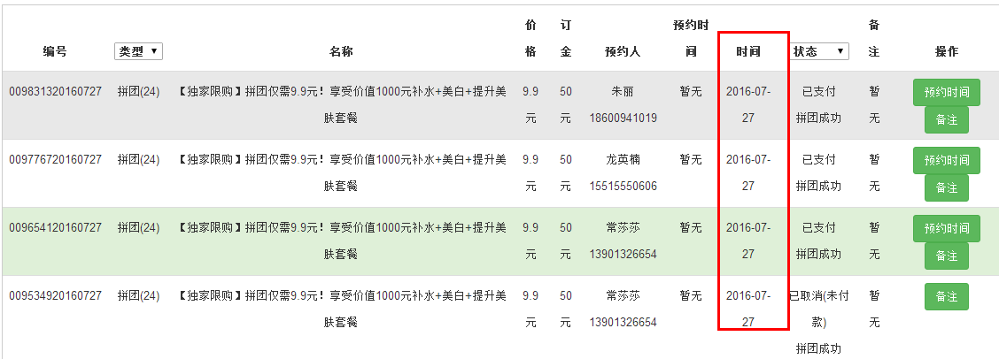 价 订 预约时 备
编号 类型 名称 格 金 预约人 间 时间 状态 注 操作
009831320160727 拼团(24) 【独家限购】拼团仅需9.9元！享受价值1000元补水+美白+提升美 9.9 50 朱丽 暂无 2016-07- 已支付 暂 预约时间
肤套餐 元 元 18600941019 27 拼团成功 无 备注
009776720160727 拼团(24) 【独家限购】拼团仅需9.9元！享受价值1000元补水+美白+提升美 9.9 50 龙英楠 暂无 2016-07- 已支付 暂 预约时间
肤套餐 元 元 15515550606 27 拼团成功 无 备注
009654120160727 拼团(24) 【独家限购】拼团仅需9.9元！享受价值1000元补水+美白+提升美 9.9 50 常莎莎 暂无 2016-07- 已支付 暂 预约时间
肤套餐 元 元 13901326654 27 拼团成功 无 备注
009534920160727 拼团(24) 【独家限购】拼团仅需9.9元！享受价值1000元补水+美白+提升美 9.9 50 常莎莎 暂无 2016-07- 已取消(未付 暂 备注
肤套餐 元 元 13901326654 27 款) 无
拼团成功